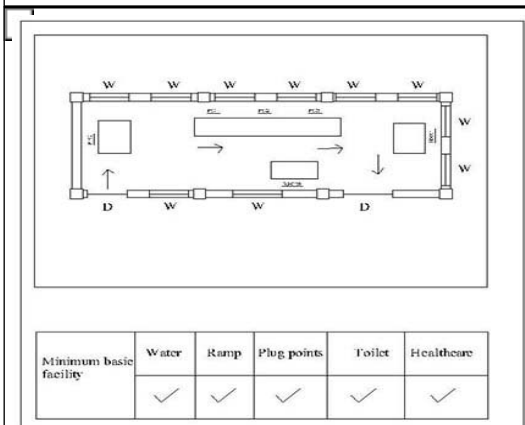 W W W W W W
W
W
D W W D
Minimum basic facility
Water Ramp Plug points Toilet Healthcare